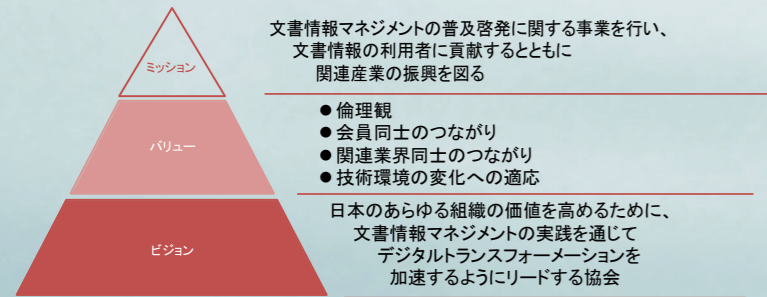 ミッション
文書情報マネジメントの普及啓発に関する事業を行い、
文書情報の利用者に貢献するとともに
関連産業の振興を図る
バリュー
●倫理観
●会員同士のつながり
●関連業界同士のつながり
●技術環境の変化への適応
ビジョン
日本のあらゆる組織の価値を高めるために、
文書情報マネジメントの実践を通じて
デジタルトランスフォーメーションを
加速するようにリードする協会